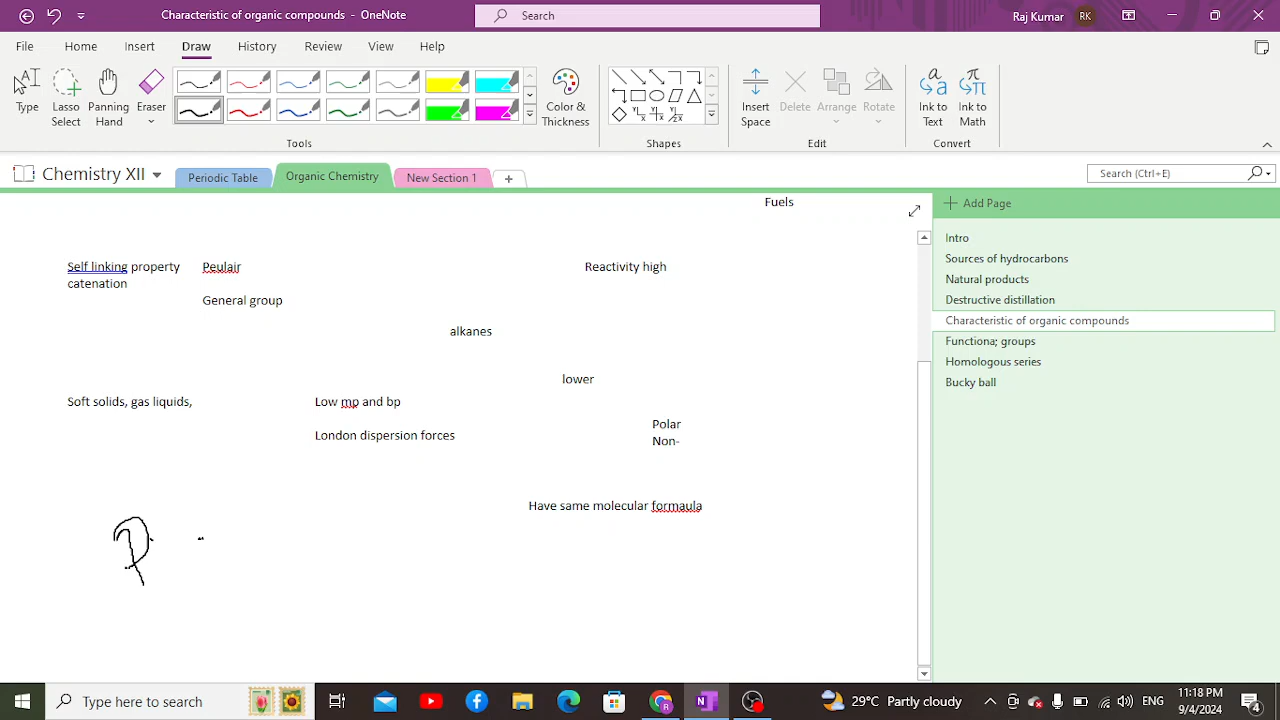 Characteristic of organic compounds - OneNote
Search
Raj Kumar
RK
File
Home
Insert
Draw
History
Review
View
Help
Type
Lasso Select
Panning Hand
Eraser
Color & Thickness
Insert Space
Delete
Arrange
Rotate
Ink to Text
Ink to Math
Tools
Shapes
Edit
Convert
Chemistry XII
Periodic Table
Organic Chemistry
New Section 1
Search (Ctrl+E)
Fuels
Add Page
Intro
Sources of hydrocarbons
Natural products
Destructive distillation
Characteristic of organic compounds
Functiona; groups
Homologous series
Bucky ball
Self linking property
catenation
Peulair
General group
Reactivity high
alkanes
lower
Soft solids, gas liquids,
Low mp and bp
London dispersion forces
Polar
Non-
Have same molecular formaula
Type here to search
29°C Partly cloudy
ENG
11:18 PM
9/4/2024
4